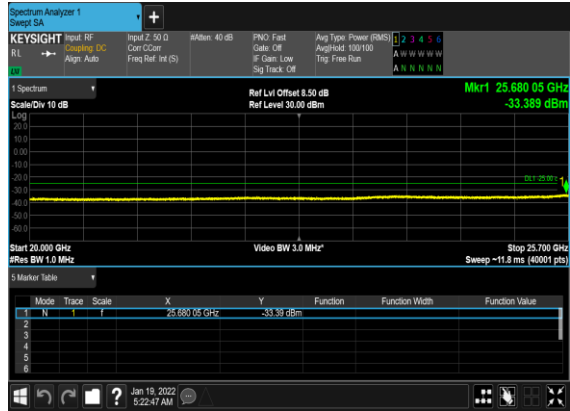 Spectrum Analyzer 1
Swept SA
+
KEYSIGHT Input: RF Input Z: 50 Ω #Atten: 40 dB PNO: Fast Avg Type: Power (RMS) 1 2 3 4 5 6
RL Coupling: DC Corr CCorr Gate: Off Avg|Hold: 100/100 A W W W W W
Align: Auto Freq Ref: Int (S) IF Gain: Low Trig: Free Run
Sig Track: Off A N N N N N
1 Spectrum Ref Lvl Offset 8.50 dB Mkr1 25.680 05 GHz
Scale/Div 10 dB Ref Level 30.00 dBm -33.389 dBm
Log
20.0
10.0
0.00
-10.0
-20.0
DL1 -25.00 1
-30.0
-40.0
-50.0
-60.0
Start 20.000 GHz Video BW 3.0 MHz* Stop 25.700 GHz
#Res BW 1.0 MHz Sweep ~11.8 ms (40001 pts)
5 Marker Table
Mode Trace Scale X Y Function Function Width Function Value
1 N 1 f 25.680 05 GHz -33.39 dBm
2
3
4
5
6
? Jan 19, 2022
5:22:47 AM